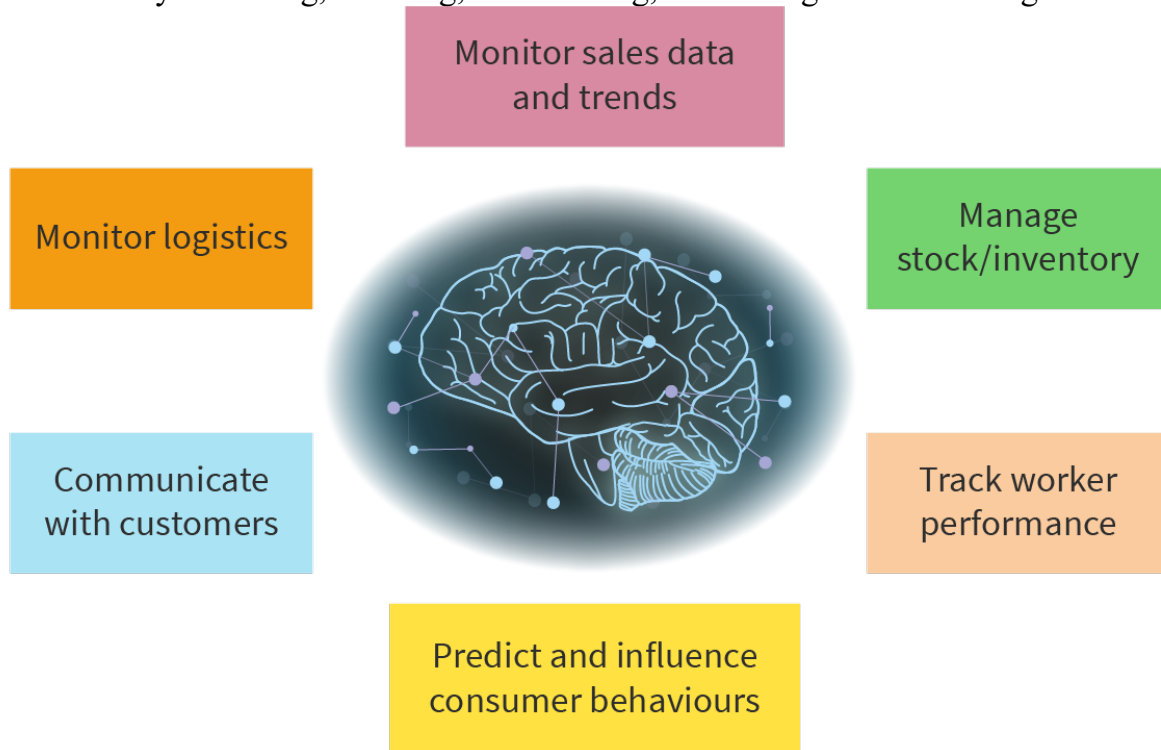 Monitor sales data
and trends
Monitor logistics
Manage
stock/inventory
Communicate
with customers
Track worker
performance
Predict and influence
consumer behaviours